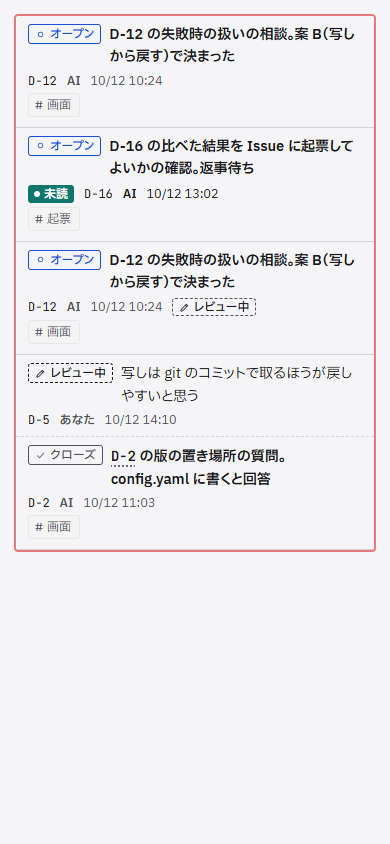 オープン D-12 の失敗時の扱いの相談。案 B（写し
から戻す）で決まった
D-12 AI 10/12 10:24
# 画面
オープン D-16 の比べた結果を Issue に起票して
よいかの確認。返事待ち
未読 D-16 AI 10/12 13:02
# 起票
オープン D-12 の失敗時の扱いの相談。案 B（写し
から戻す）で決まった
D-12 AI 10/12 10:24 レビュー中
# 画面
レビュー中 写しは git のコミットで取るほうが戻し
やすいと思う
D-5 あなた 10/12 14:10
クローズ D-2 の版の置き場所の質問。
config.yaml に書くと回答
D-2 AI 10/12 11:03
# 画面